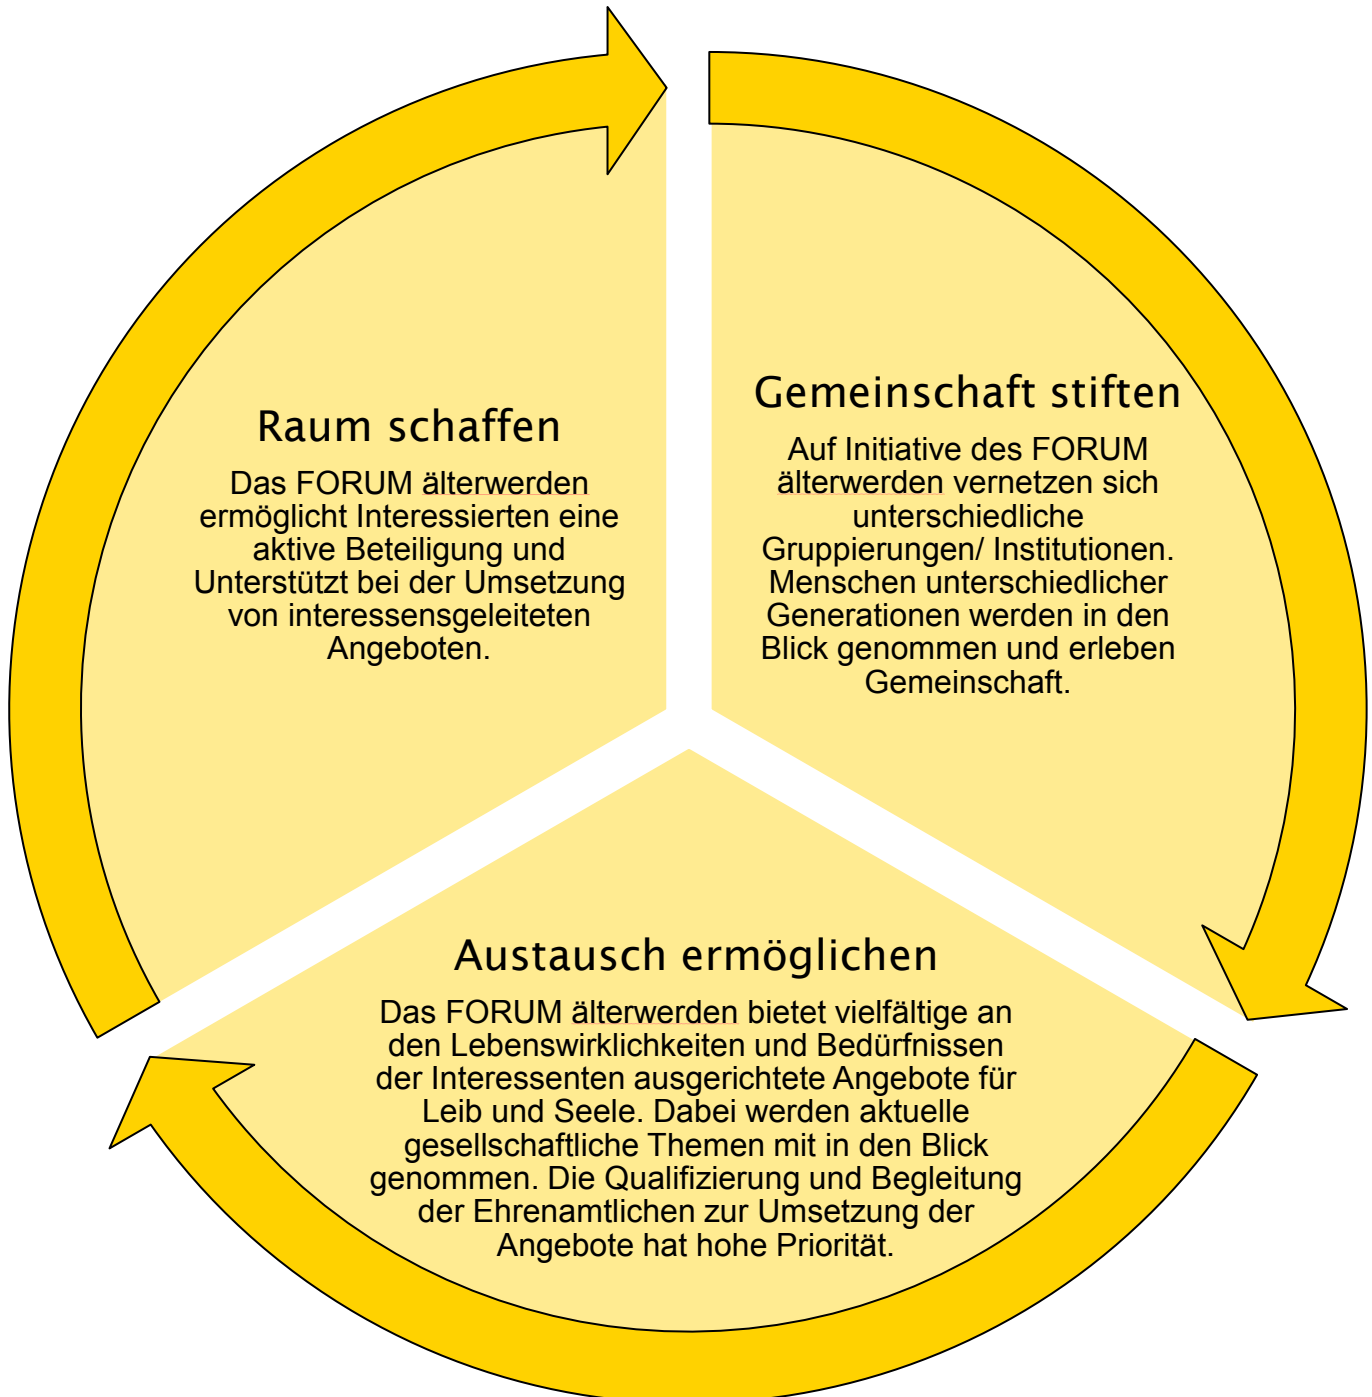 Raum schaffen
Das FORUM älterwerden
ermöglicht Interessierten eine
aktive Beteiligung und
Unterstützt bei der Umsetzung
von interessensgeleiteten
Angeboten.
Gemeinschaft stiften
Auf Initiative des FORUM
älterwerden vernetzen sich
unterschiedliche
Gruppierungen/ Institutionen.
Menschen unterschiedlicher
Generationen werden in den
Blick genommen und erleben
Gemeinschaft.
Austausch ermöglichen
Das FORUM älterwerden bietet vielfältige an
den Lebenswirklichkeiten und Bedürfnissen
der Interessenten ausgerichtete Angebote für
Leib und Seele. Dabei werden aktuelle
gesellschaftliche Themen mit in den Blick
genommen. Die Qualifizierung und Begleitung
der Ehrenamtlichen zur Umsetzung der
Angebote hat hohe Priorität.